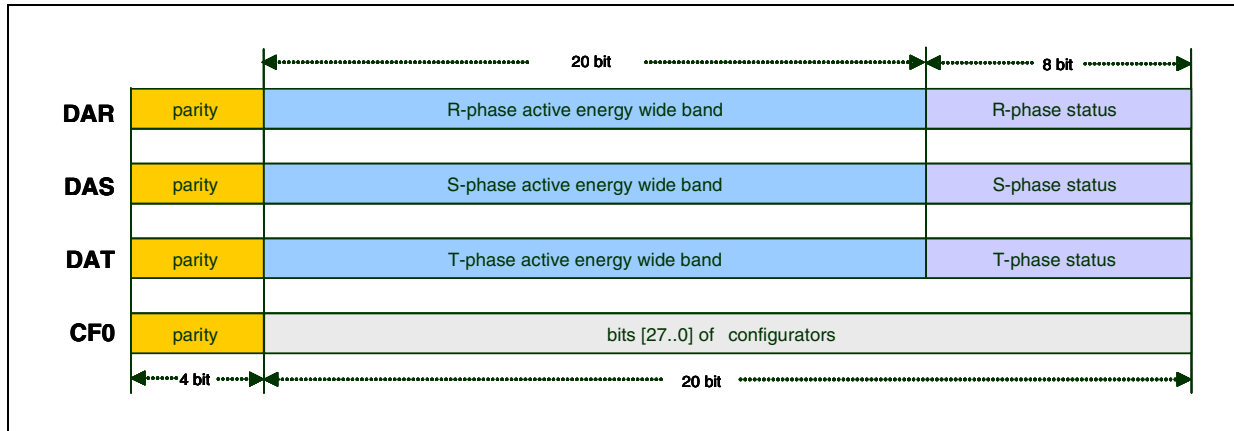 20 bit
8 bit
DAR
parity
R-phase active energy wide band
R-phase status
DAS
parity
S-phase active energy wide band
S-phase status
DAT
parity
T-phase active energy wide band
T-phase status
CF0
parity
bits [27..0] of configurators
4 bit
20 bit